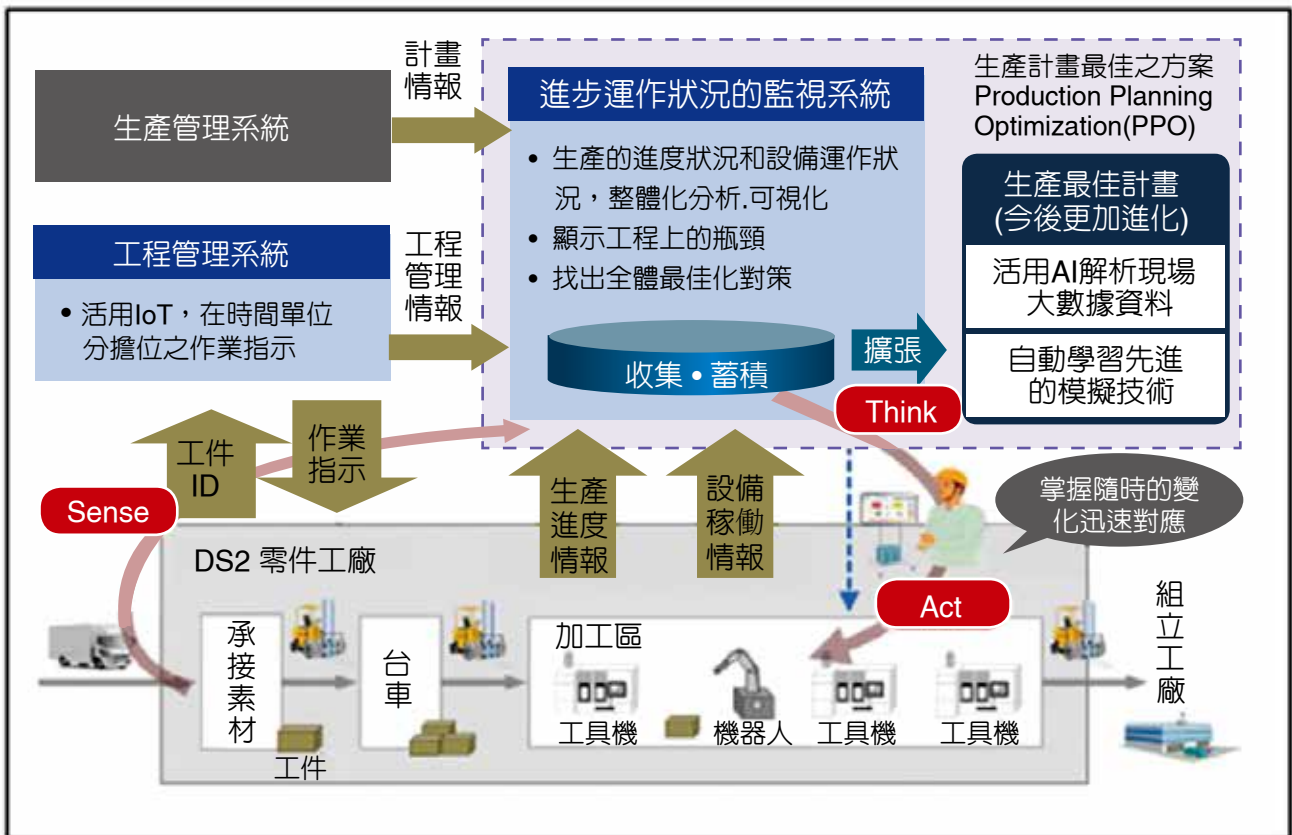 計畫
情報
生產管理系統
工程管理系統
• 活用IoT，在時間單位
分擔位之作業指示
工程
管理
情報
進步運作狀況的監視系統
• 生產的進度狀況和設備運作狀
況，整體化分析.可視化
• 顯示工程上的瓶頸
• 找出全體最佳化對策
收集•蓄積
擴張
生產計畫最佳之方案
Production Planning
Optimization(PPO)
生產最佳計畫
(今後更加進化)
活用AI解析現場
大數據資料
自動學習先進
的模擬技術
Think
工件
ID
作業
指示
Sense
生產
進度
情報
設備
稼働
情報
掌握隨時的變
化迅速對應
DS2 零件工廠
Act
承
接
素
材
工件
台
車
加工區
工具機
機器人
工具機
工具機
組
立
工
廠